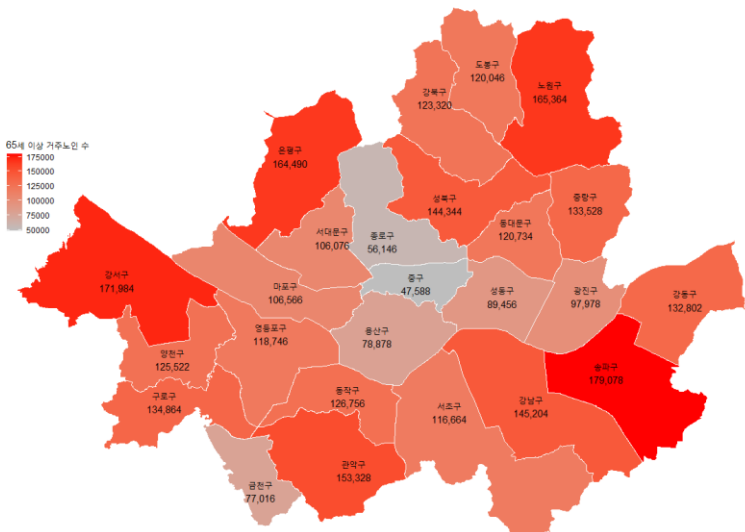 도봉구
120,046
노원구
165,364
강북구
123,320
65세 이상 거주노인 수
175000
150000
125000
100000
75000
50000
은평구
164,490
성북구
144,344
중랑구
133,528
동대문구
120,734
서대문구
106,076
종로구
56,146
강서구
171,984
마포구
106,566
중구
47,588
성동구
89,456
광진구
97,978
강동구
132,802
영등포구
118,746
용산구
78,878
양천구
125,522
송파구
179,078
구로구
134,864
동작구
126,756
서초구
116,664
강남구
145,204
관악구
153,328
금천구
77,016